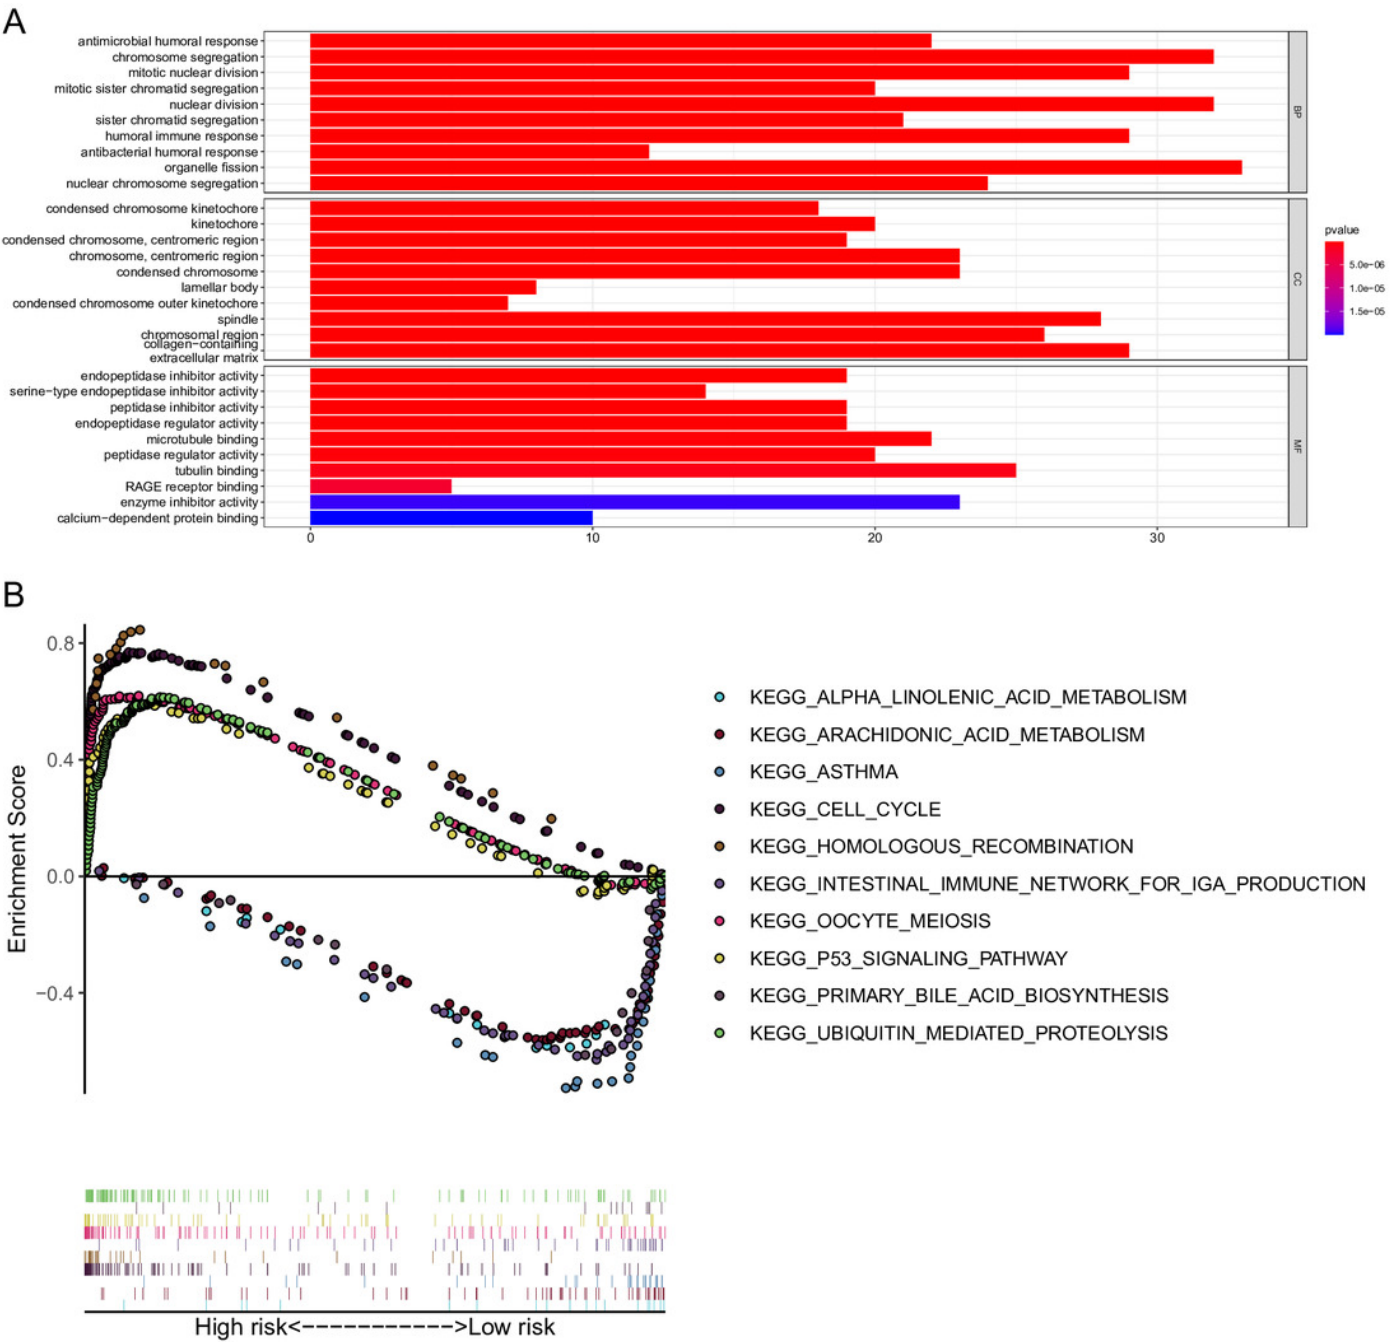 A
antimicrobial humoral response
chromosome segregation
mitotic nuclear division
mitotic sister chromatid segregation
nuclear division
sister chromatid segregation
humoral immune response
antibacterial humoral response
organelle fission
nuclear chromosome segregation
BP
condensed chromosome kinetochore
kinetochore
condensed chromosome, centromeric region
chromosome, centromeric region
condensed chromosome
lamellar body
condensed chromosome outer kinetochore
spindle
chromosomal region
collagen−containing
extracellular matrix
CC
endopeptidase inhibitor activity
serine−type endopeptidase inhibitor activity
peptidase inhibitor activity
endopeptidase regulator activity
microtubule binding
peptidase regulator activity
tubulin binding
RAGE receptor binding
enzyme inhibitor activity
calcium−dependent protein binding
MF
0 10 20 30
pvalue
5.0e−06
1.0e−05
1.5e−05
B
Enrichment Score
0.8
0.4
0.0
−0.4
KEGG_ALPHA_LINOLENIC_ACID_METABOLISM
KEGG_ARACHIDONIC_ACID_METABOLISM
KEGG_ASTHMA
KEGG_CELL_CYCLE
KEGG_HOMOLOGOUS_RECOMBINATION
KEGG_INTESTINAL_IMMUNE_NETWORK_FOR_IGA_PRODUCTION
KEGG_OOCYTE_MEIOSIS
KEGG_P53_SIGNALING_PATHWAY
KEGG_PRIMARY_BILE_ACID_BIOSYNTHESIS
KEGG_UBIQUITIN_MEDIATED_PROTEOLYSIS
High risk<----------->Low risk